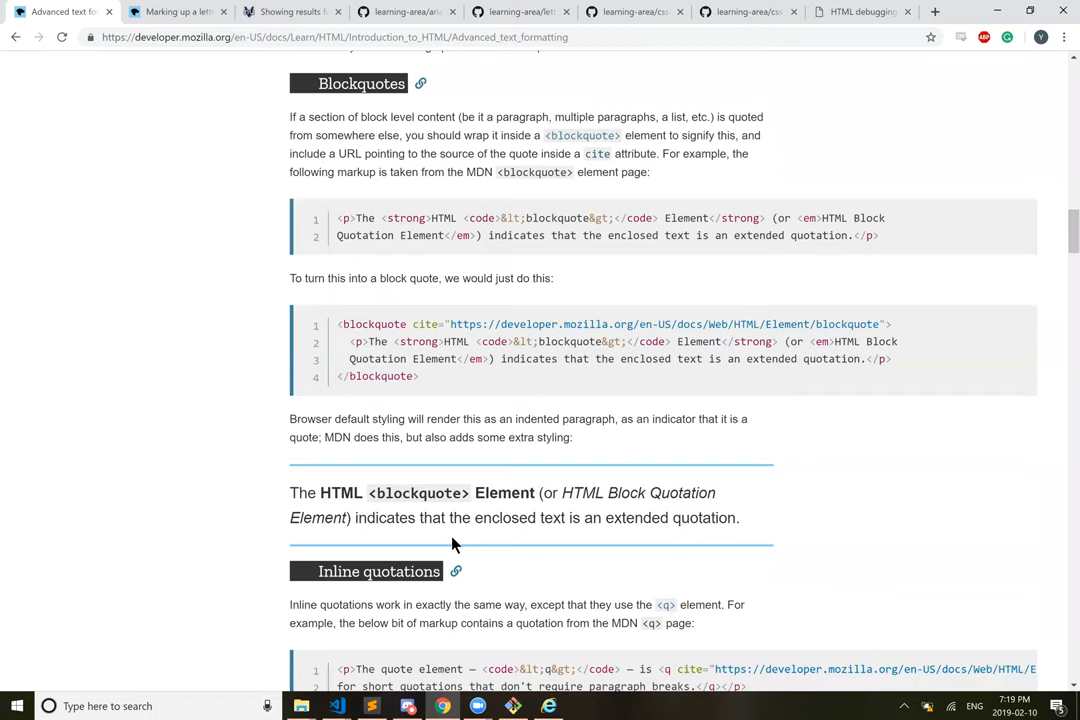 Advanced text fo
Marking up a lett
Showing results f
learning-area/aria
learning-area/lett
learning-area/css
learning-area/css
HTML debugging
https://developer.mozilla.org/en-US/docs/Learn/HTML/Introduction_to_HTML/Advanced_text_formatting
ABP
Y
Blockquotes
If a section of block level content (be it a paragraph, multiple paragraphs, a list, etc.) is quoted
from somewhere else, you should wrap it inside a <blockquote> element to signify this, and
include a URL pointing to the source of the quote inside a cite attribute. For example, the
following markup is taken from the MDN <blockquote> element page:
1 <p>The <strong>HTML <code>&lt;blockquote&gt;</code> Element</strong> (or <em>HTML Block
2 Quotation Element</em>) indicates that the enclosed text is an extended quotation.</p>
To turn this into a block quote, we would just do this:
1 <blockquote cite="https://developer.mozilla.org/en-US/docs/Web/HTML/Element/blockquote">
2 <p>The <strong>HTML <code>&lt;blockquote&gt;</code> Element</strong> (or <em>HTML Block
3 Quotation Element</em>) indicates that the enclosed text is an extended quotation.</p>
4 </blockquote>
Browser default styling will render this as an indented paragraph, as an indicator that it is a
quote; MDN does this, but also adds some extra styling:
The HTML <blockquote> Element (or HTML Block Quotation
Element) indicates that the enclosed text is an extended quotation.
Inline quotations
Inline quotations work in exactly the same way, except that they use the <q> element. For
example, the below bit of markup contains a quotation from the MDN <q> page:
1 <p>The quote element — <code>&lt;q&gt;</code> — is <q cite="https://developer.mozilla.org/en-US/docs/Web/HTML/E
2 for short quotations that don't require paragraph breaks.</q></p>
Type here to search
ENG
7:19 PM
2019-02-10
5